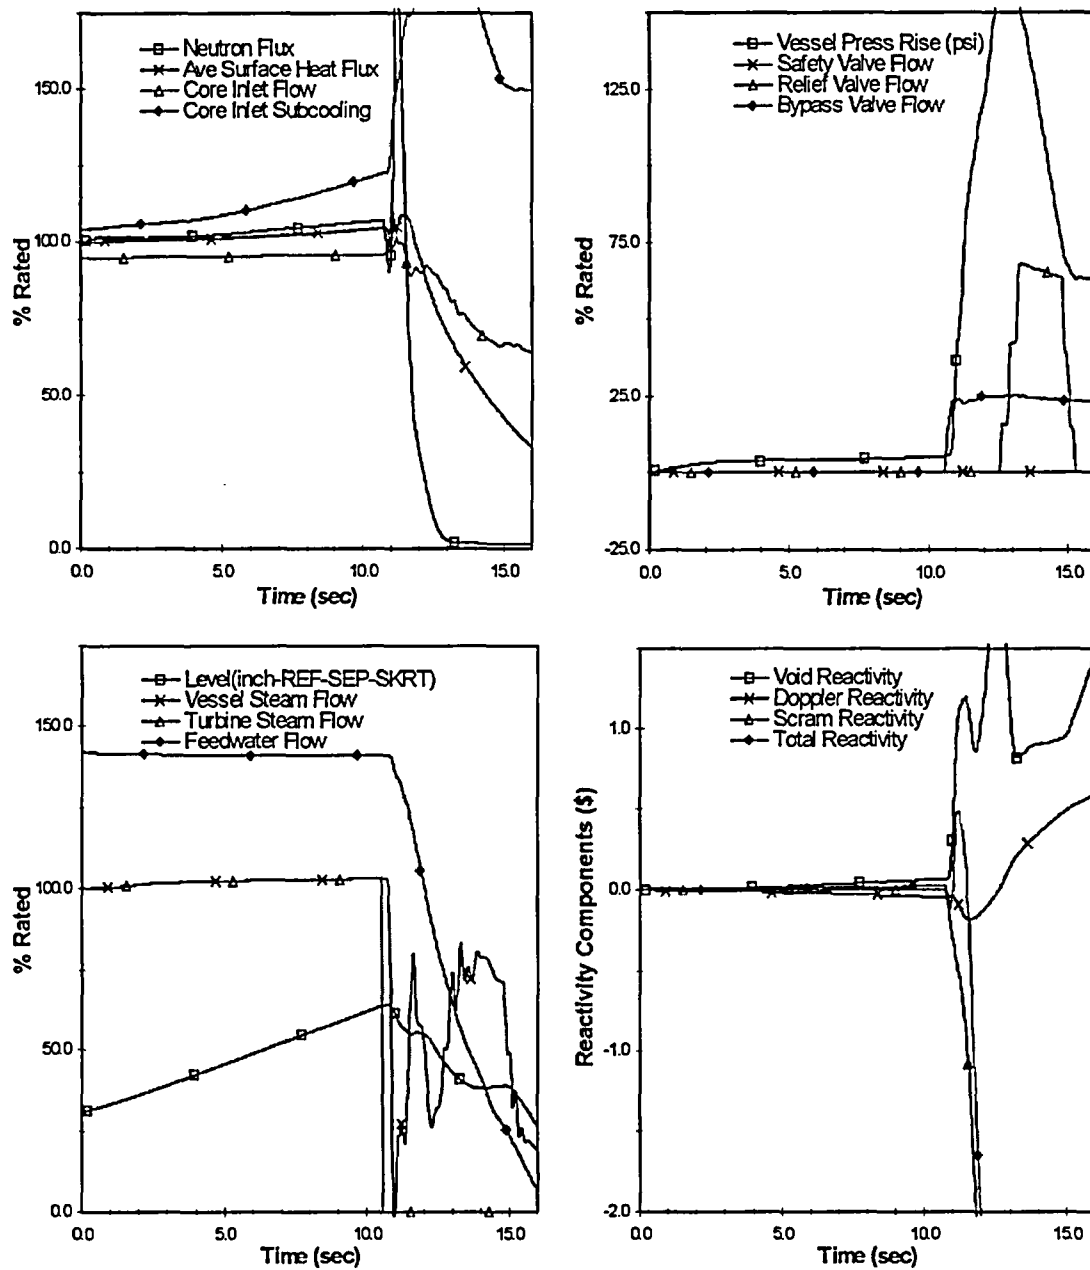 Neutron Flux
Ave Surface Heat Flux
Core Inlet Flow
Core Inlet Subcooling
150.0
100.0
50.0
0.0
% Rated
0.0
5.0
10.0
15.0
Time (sec)
Vessel Press Rise (psi)
Safety Valve Flow
Relief Valve Flow
Bypass Valve Flow
125.0
75.0
25.0
-25.0
% Rated
0.0
5.0
10.0
15.0
Time (sec)
Level(inch-REF-SEP-SKRT)
Vessel Steam Flow
Turbine Steam Flow
Feedwater Flow
150.0
100.0
50.0
0.0
% Rated
0.0
5.0
10.0
15.0
Time (sec)
Void Reactivity
Doppler Reactivity
Scram Reactivity
Total Reactivity
1.0
0.0
-1.0
-2.0
Reactivity Components ($)
0.0
5.0
10.0
15.0
Time (sec)